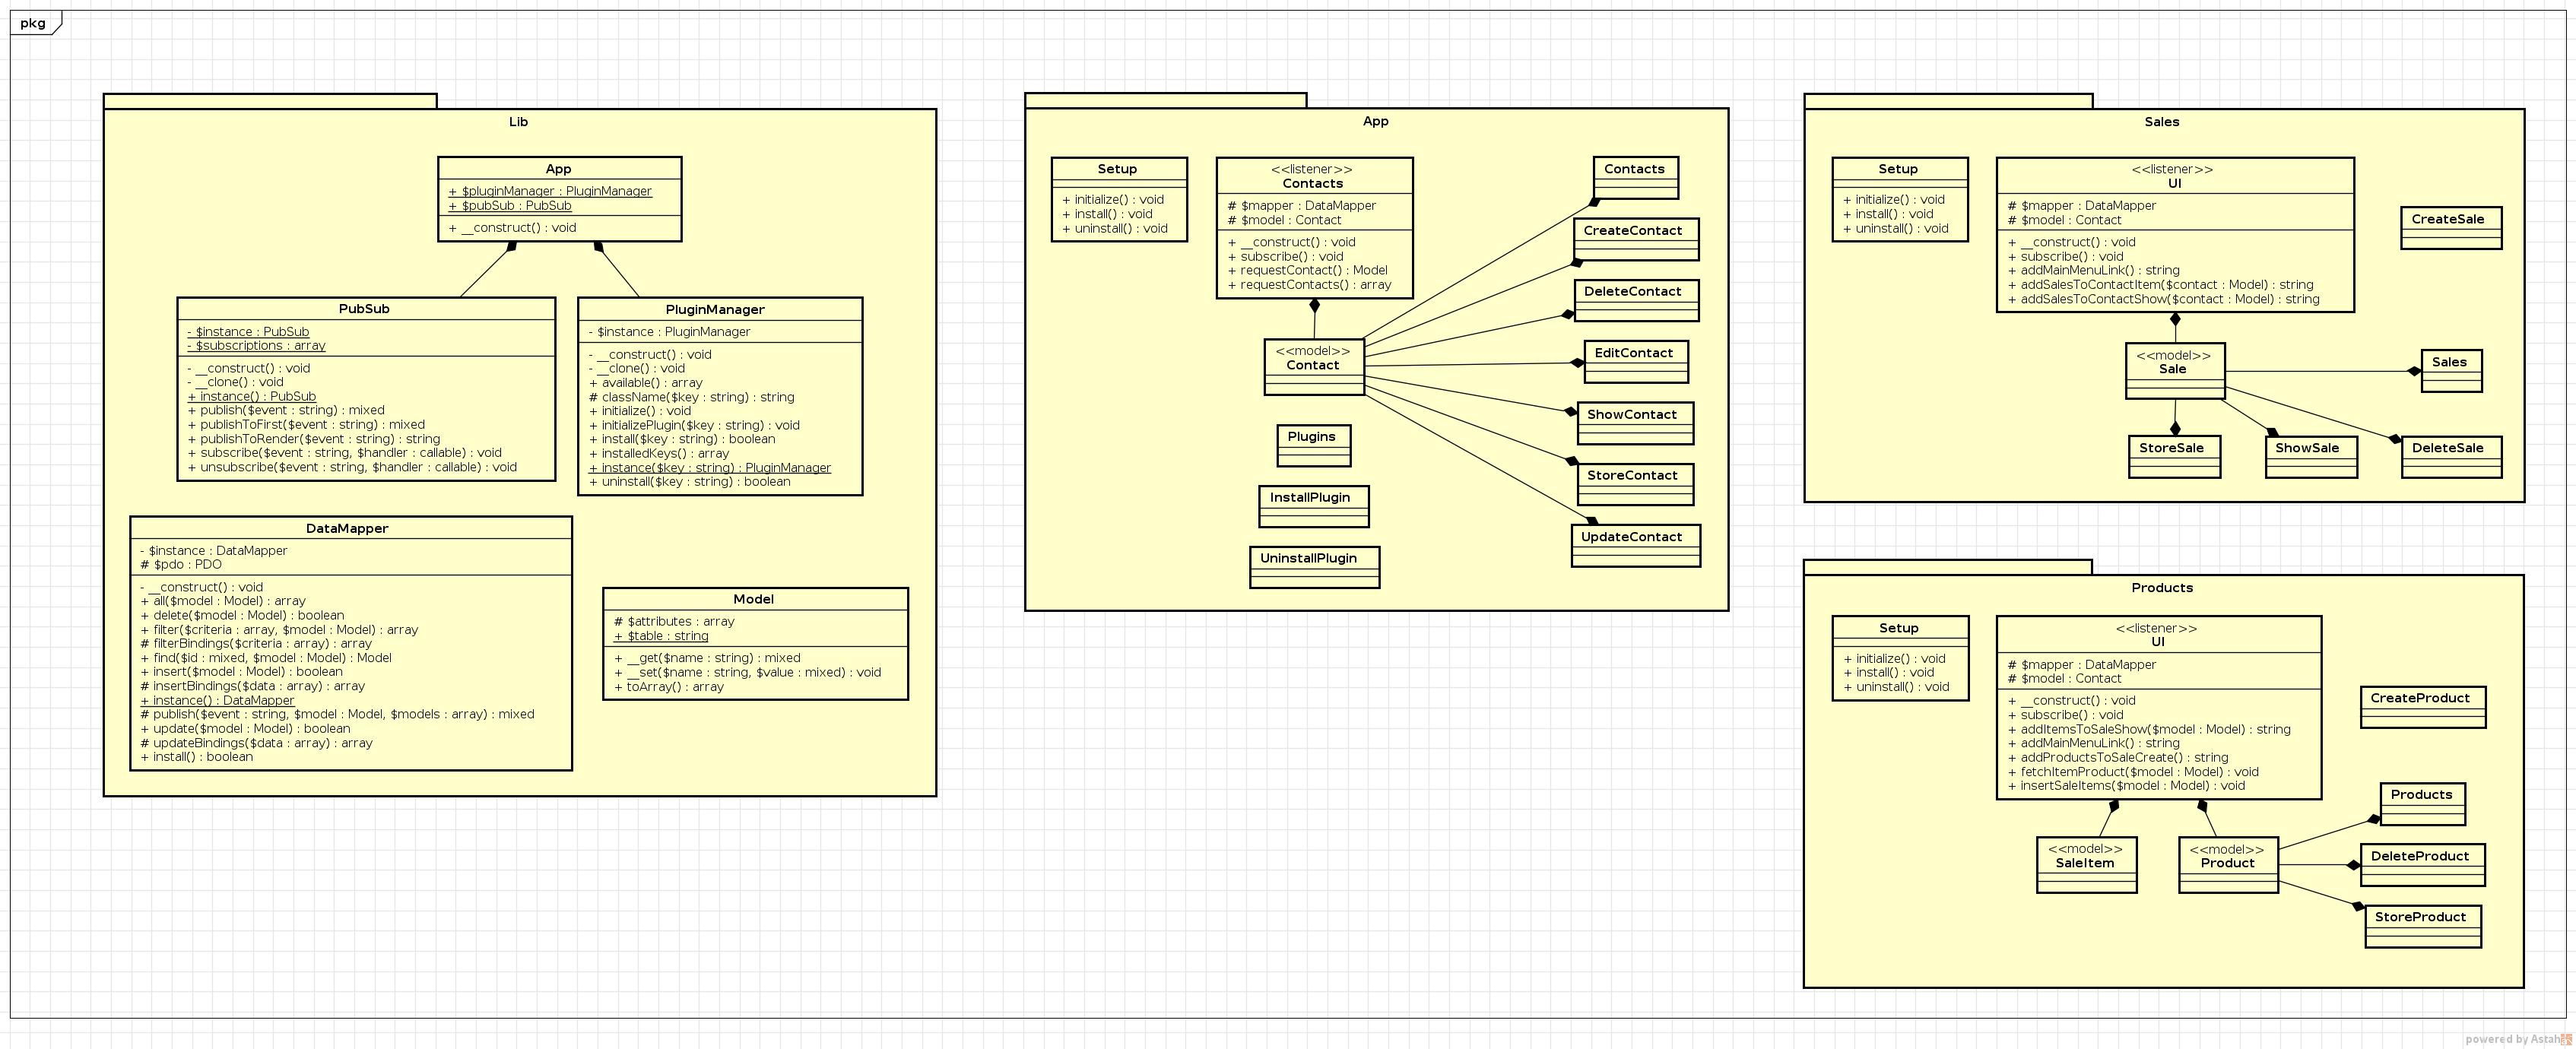 pkg
Lib
App
+ $pluginManager : PluginManager
+ $pubSub : PubSub
+ __construct() : void
PubSub
- $instance : PubSub
- $subscriptions : array
- __construct() : void
- __clone() : void
+ instance() : PubSub
+ publish($event : string) : mixed
+ publishToFirst($event : string) : mixed
+ publishToRender($event : string) : string
+ subscribe($event : string, $handler : callable) : void
+ unsubscribe($event : string, $handler : callable) : void
PluginManager
- $instance : PluginManager
- __construct() : void
- __clone() : void
+ available() : array
# className($key : string) : string
+ initialize() : void
+ initializePlugin($key : string) : void
+ install($key : string) : boolean
+ installedKeys() : array
+ instance($key : string) : PluginManager
+ uninstall($key : string) : boolean
DataMapper
- $instance : DataMapper
# $pdo : PDO
- __construct() : void
+ all($model : Model) : array
+ delete($model : Model) : boolean
+ filter($criteria : array, $model : Model) : array
# filterBindings($criteria : array) : array
+ find($id : mixed, $model : Model) : Model
+ insert($model : Model) : boolean
# insertBindings($data : array) : array
+ instance() : DataMapper
# publish($event : string, $model : Model, $models : array) : mixed
+ update($model : Model) : boolean
# updateBindings($data : array) : array
+ install() : boolean
Model
# $attributes : array
+ $table : string
+ __get($name : string) : mixed
+ __set($name : string, $value : mixed) : void
+ toArray() : array
App
Setup
+ initialize() : void
+ install() : void
+ uninstall() : void
<<listener>>
Contacts
# $mapper : DataMapper
# $model : Contact
+ __construct() : void
+ subscribe() : void
+ requestContact() : Model
+ requestContacts() : array
<<model>>
Contact
Plugins
InstallPlugin
UninstallPlugin
Contacts
CreateContact
DeleteContact
EditContact
ShowContact
StoreContact
UpdateContact
Sales
Setup
+ initialize() : void
+ install() : void
+ uninstall() : void
<<listener>>
UI
# $mapper : DataMapper
# $model : Contact
+ __construct() : void
+ subscribe() : void
+ addMainMenuLink() : string
+ addSalesToContactItem($contact : Model) : string
+ addSalesToContactShow($contact : Model) : string
CreateSale
<<model>>
Sale
Sales
StoreSale
ShowSale
DeleteSale
Products
Setup
+ initialize() : void
+ install() : void
+ uninstall() : void
<<listener>>
UI
# $mapper : DataMapper
# $model : Contact
+ __construct() : void
+ subscribe() : void
+ addItemsToSaleShow($model : Model) : string
+ addMainMenuLink() : string
+ addProductsToSaleCreate() : string
+ fetchItemProduct($model : Model) : void
+ insertSaleItems($model : Model) : void
CreateProduct
<<model>>
SaleItem
<<model>>
Product
Products
DeleteProduct
StoreProduct
powered by Astah